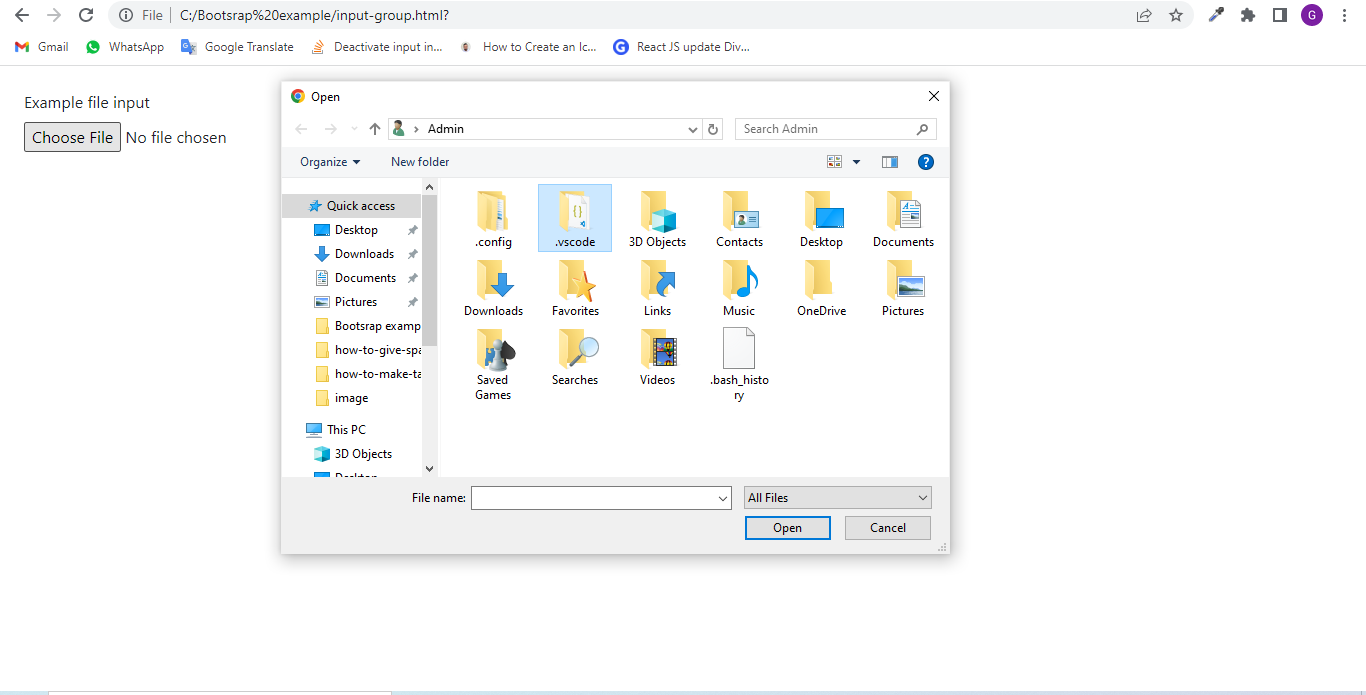 File C:/Bootsrap%20example/input-group.html? G
Gmail WhatsApp Google Translate Deactivate input in... How to Create an Ic... G React JS update Div...
Example file input
Choose File No file chosen
Open
Admin Search Admin
Organize New folder ?
Quick access
Desktop
Downloads
Documents
Pictures
Bootsrap examp
how-to-give-spa
how-to-make-ta
image
This PC
3D Objects
Desktop
.config .vscode 3D Objects Contacts Desktop Documents
Downloads Favorites Links Music OneDrive Pictures
Saved Games Searches Videos .bash_history
File name: All Files
Open Cancel